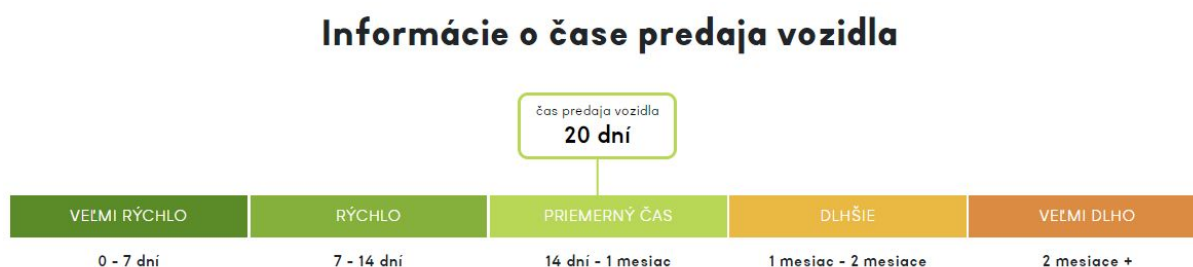 Informácie o čase predaja vozidla
čas predaja vozidla
20 dní
VEĽMI RÝCHLO
RÝCHLO
PRIEMERNÝ ČAS
DLHŠIE
VEĽMI DLHO
0 - 7 dní
7 - 14 dní
14 dní - 1 mesiac
1 mesiac - 2 mesiace
2 mesiace +